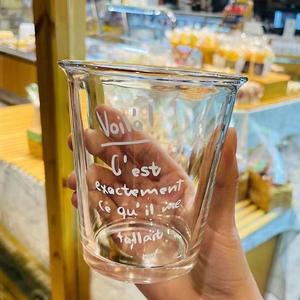 Voilà!
C'est
exactement
ce qu'il me
fallait!